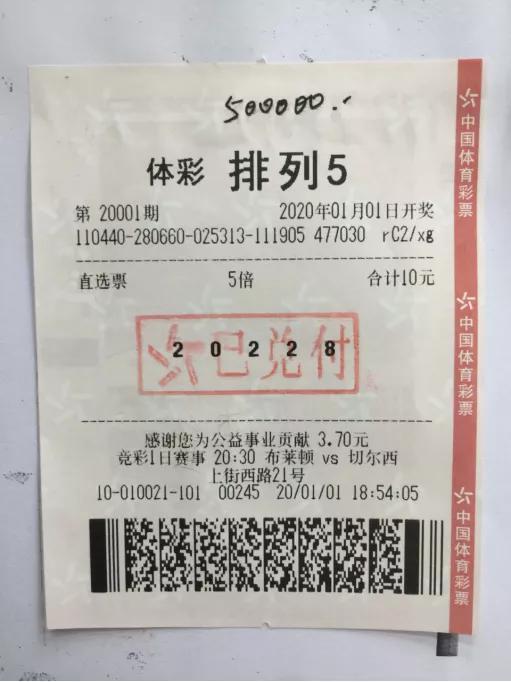 500000..
体彩 排列5
第 20001期 2020年01月01日开奖
110440-280660-025313-111905 477030 rC2/xg
直选票 5倍 合计10元
2 0 2 2 8
已兑付
感谢您为公益事业贡献 3.70元
竞彩1日赛事 20:30 布莱顿 vs 切尔西
上街西路21号
10-010021-101 00245 20/01/01 18:54:05
中国体育彩票
中国体育彩票
中国体育彩票